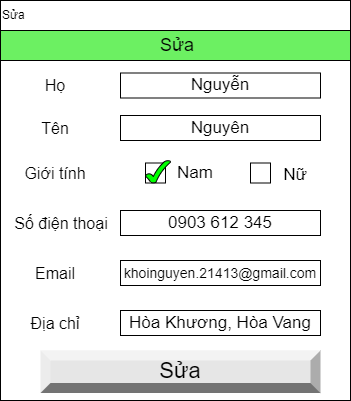 Sửa
Sửa
Họ Nguyễn
Tên Nguyên
Giới tính Nam Nữ
Số điện thoại 0903 612 345
Email khoinguyen.21413@gmail.com
Địa chỉ Hòa Khương, Hòa Vang
Sửa